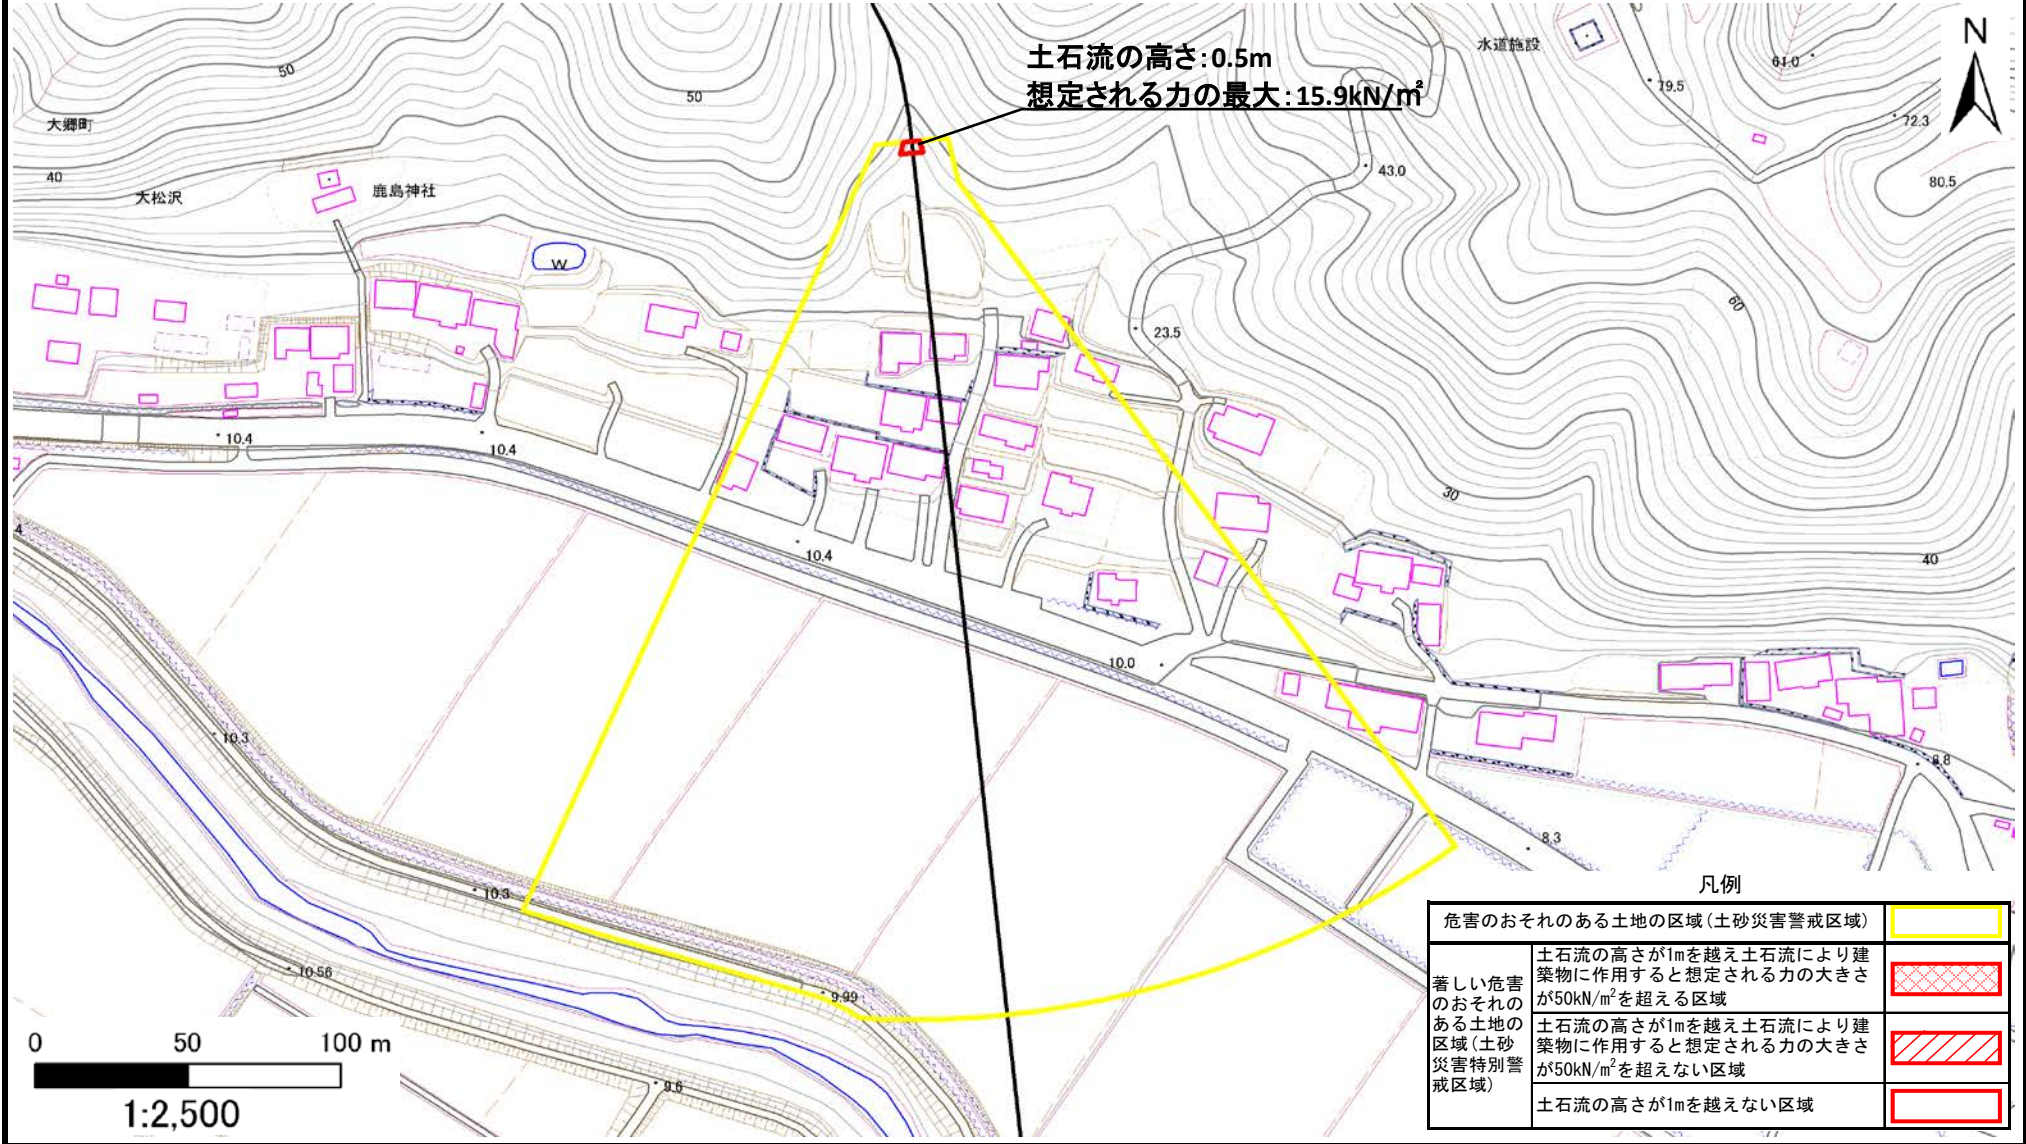 土石流の高さ:0.5m
想定される力の最大:15.9kN/㎡
水道施設
N
61.0
79.5
72.3
80.5
50
50
大郷町
40
大松沢
鹿島神社
43.0
W
23.5
60
10.4
10.4
10.4
30
40
4
10.0
10.3
8.8
8.3
10.3
10.56
9.99
9.6
0 50 100 m
1:2,500
凡例
危害のおそれのある土地の区域(土砂災害警戒区域)
著しい危害
のおそれの
ある土地の
区域(土砂
災害特別警
戒区域)
土石流の高さが1mを越え土石流により建
築物に作用すると想定される力の大きさ
が50kN/m²を超える区域
土石流の高さが1mを越え土石流により建
築物に作用すると想定される力の大きさ
が50kN/m²を超えない区域
土石流の高さが1mを越えない区域